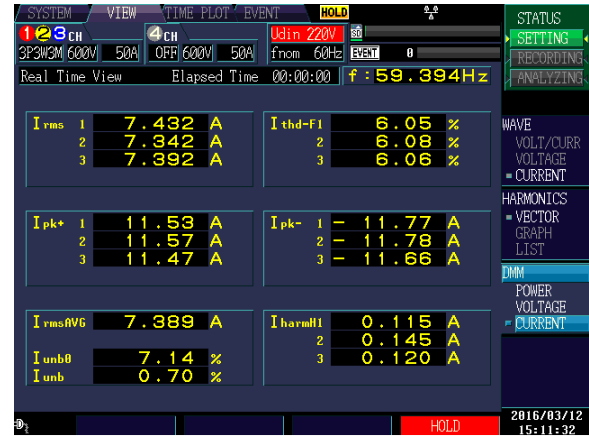 SYSTEM VIEW TIME PLOT EVENT HOLD
123CH 4CH Udin 220V SD
3P3W3M 600V 50A OFF 600V 50A fnom 60Hz EVENT 0
Real Time View Elapsed Time 00:00:00 f:59.394Hz
STATUS
SETTING
RECORDING
ANALYZING
Irms 1 7.432 A
2 7.342 A
3 7.392 A
Ithd-F1 6.05 %
2 6.08 %
3 6.06 %
Ipk+ 1 11.53 A
2 11.57 A
3 11.47 A
Ipk- 1 - 11.77 A
2 - 11.78 A
3 - 11.66 A
IrmsAVG 7.389 A
Iunb0 7.14 %
Iunb 0.70 %
IharmH1 0.115 A
2 0.145 A
3 0.120 A
WAVE
VOLT/CURR
VOLTAGE
CURRENT
HARMONICS
VECTOR
GRAPH
LIST
DMM
POWER
VOLTAGE
CURRENT
HOLD
2016/03/12
15:11:32